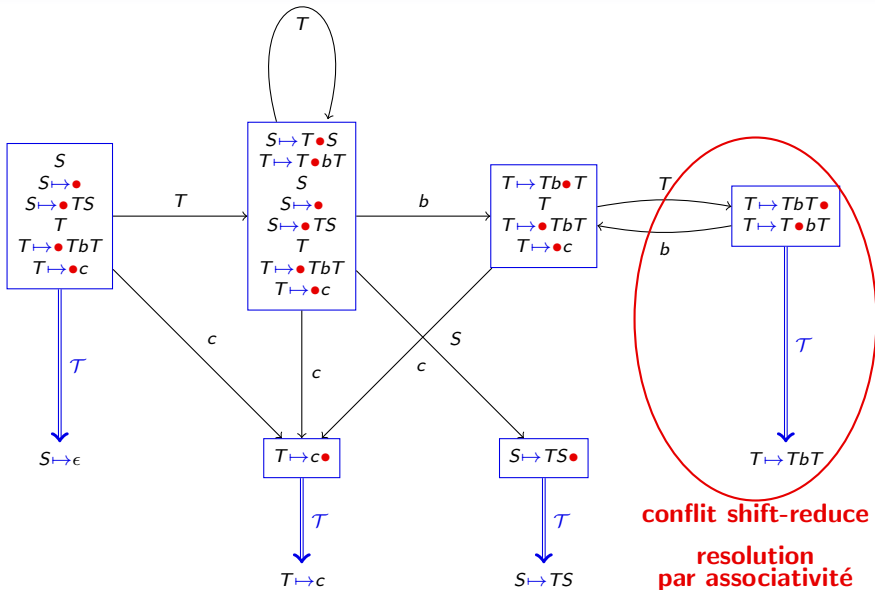 T
S
S↦●
S↦●TS
T
T↦●TbT
T↦●c
T
S↦T●S
T↦T●bT
S
S↦●
S↦●TS
T
T↦●TbT
T↦●c
b
T↦Tb●T
T
T↦●TbT
T↦●c
T
b
T↦TbT●
T↦T●bT
c
c
S
c
𝒯
𝒯
S↦ϵ
T↦c●
S↦TS●
T↦TbT
𝒯
𝒯
T↦c
S↦TS
conflit shift-reduce
resolution
par associativité